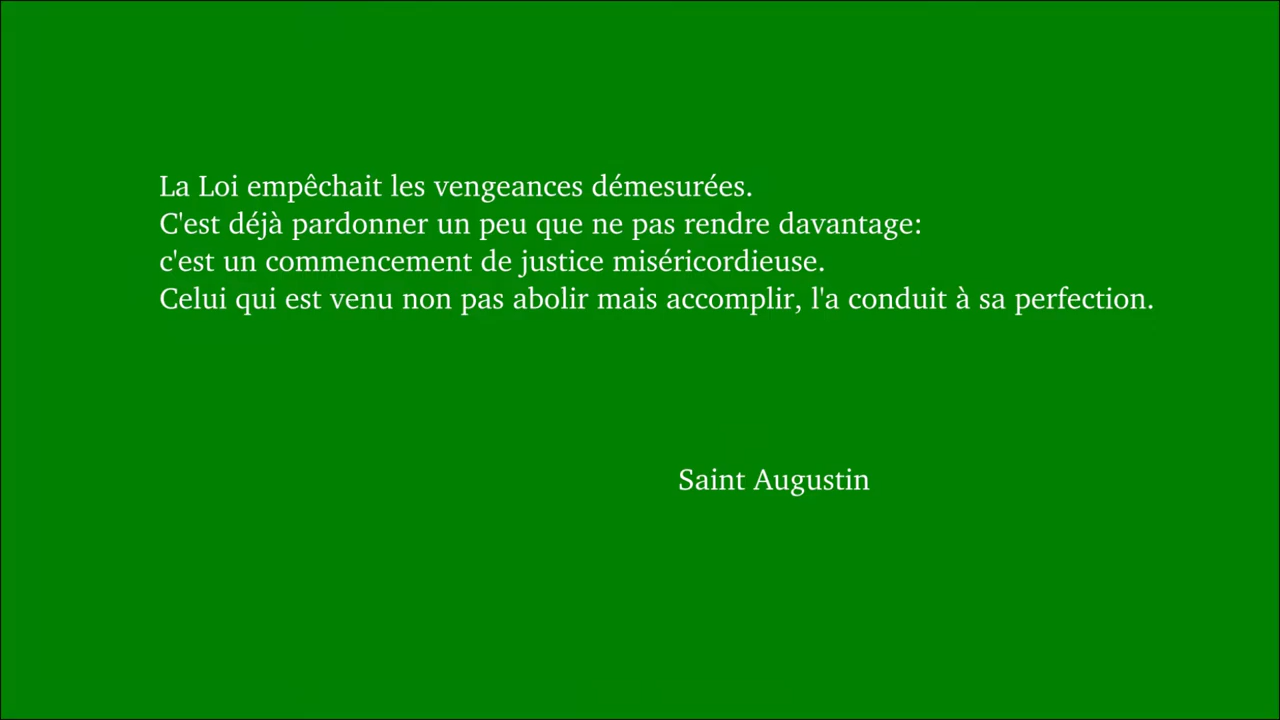 La Loi empêchait les vengeances démesurées.
C'est déjà pardonner un peu que ne pas rendre davantage:
c'est un commencement de justice miséricordieuse.
Celui qui est venu non pas abolir mais accomplir, l'a conduit à sa perfection.
Saint Augustin